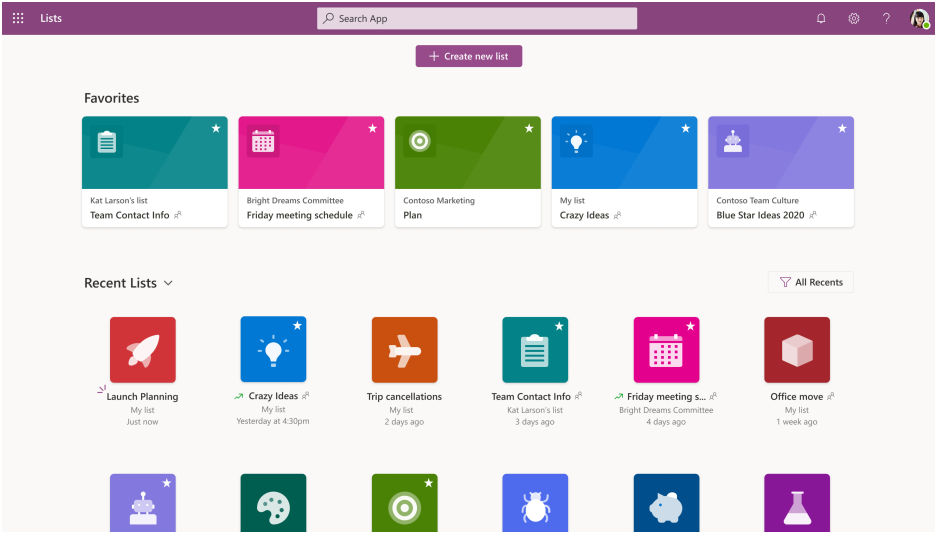 Lists
Search App
?
+ Create new list
Favorites
Kat Larson's list
Team Contact Info
Bright Dreams Committee
Friday meeting schedule
Contoso Marketing
Plan
My list
Crazy Ideas
Contoso Team Culture
Blue Star Ideas 2020
Recent Lists
All Recents
Launch Planning
My list
Just now
Crazy Ideas
My list
Yesterday at 4:30pm
Trip cancellations
My list
2 days ago
Team Contact Info
Kat Larson's list
3 days ago
Friday meeting s...
Bright Dreams Committee
4 days ago
Office move
My list
1 week ago